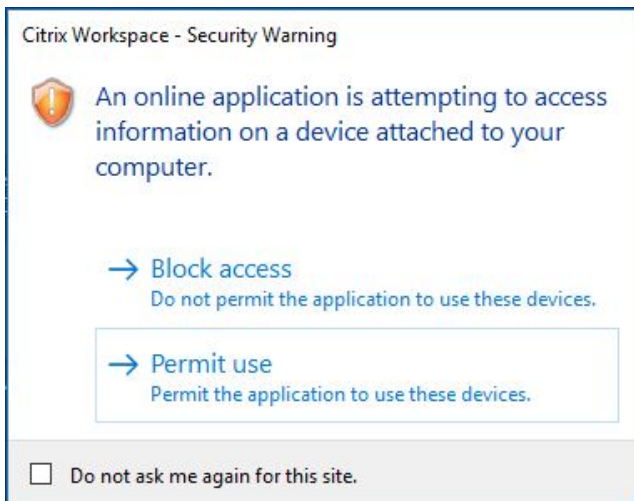 Citrix Workspace - Security Warning
An online application is attempting to access
information on a device attached to your
computer.
→ Block access
Do not permit the application to use these devices.
→ Permit use
Permit the application to use these devices.
Do not ask me again for this site.